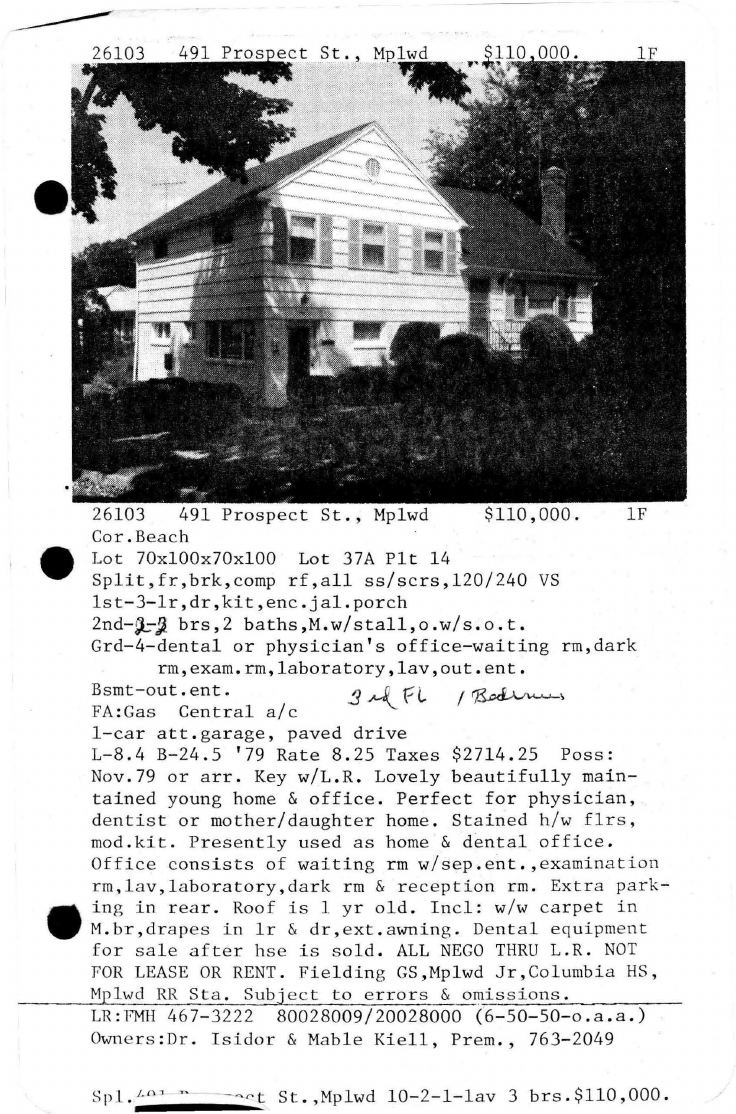 26103 491 Prospect St., Mplwd $110,000. 1F
26103 491 Prospect St., Mplwd $110,000. 1F
Cor.Beach
Lot 70x100x70x100 Lot 37A Plt 14
Split,fr,brk,comp rf,all ss/scrs,120/240 VS
1st-3-lr,dr,kit,enc.jal.porch
2nd- brs,2 baths,M.w/stall,o.w/s.o.t.
Grd-4-dental or physician's office-waiting rm,dark
rm,exam.rm,laboratory,lav,out.ent.
Bsmt-out.ent.
3rd FL 1 Bedrms
FA:Gas Central a/c
1-car att.garage, paved drive
L-8.4 B-24.5 '79 Rate 8.25 Taxes $2714.25 Poss:
Nov.79 or arr. Key w/L.R. Lovely beautifully main-
tained young home & office. Perfect for physician,
dentist or mother/daughter home. Stained h/w flrs,
mod.kit. Presently used as home & dental office.
Office consists of waiting rm w/sep.ent.,examination
rm,lav,laboratory,dark rm & reception rm. Extra park-
ing in rear. Roof is 1 yr old. Incl: w/w carpet in
M.br,drapes in lr & dr,ext.awning. Dental equipment
for sale after hse is sold. ALL NEGO THRU L.R. NOT
FOR LEASE OR RENT. Fielding GS,Mplwd Jr,Columbia HS,
Mplwd RR Sta. Subject to errors & omissions.
LR:FMH 467-3222 80028009/20028000 (6-50-50-o.a.a.)
Owners:Dr. Isidor & Mable Kiell, Prem., 763-2049
Spl. St.,Mplwd 10-2-1-lav 3 brs.$110,000.